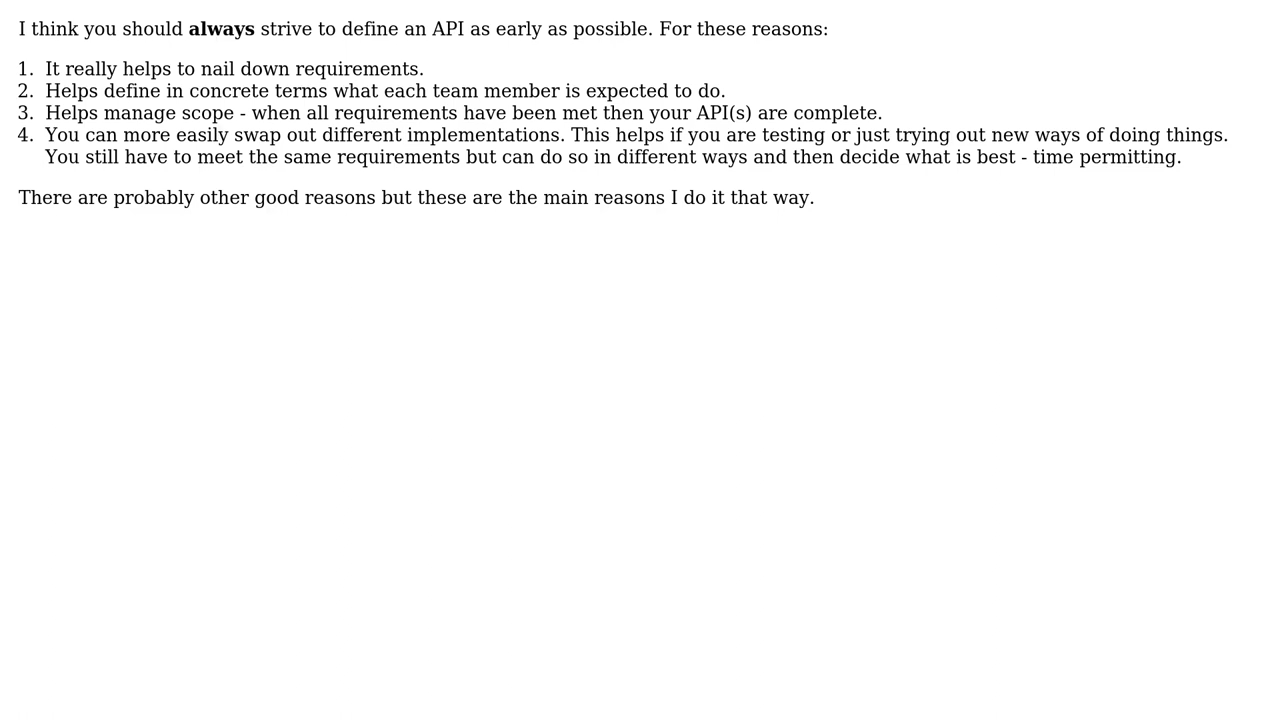 I think you should always strive to define an API as early as possible. For these reasons:
1. It really helps to nail down requirements.
2. Helps define in concrete terms what each team member is expected to do.
3. Helps manage scope - when all requirements have been met then your API(s) are complete.
4. You can more easily swap out different implementations. This helps if you are testing or just trying out new ways of doing things.
You still have to meet the same requirements but can do so in different ways and then decide what is best - time permitting.
There are probably other good reasons but these are the main reasons I do it that way.